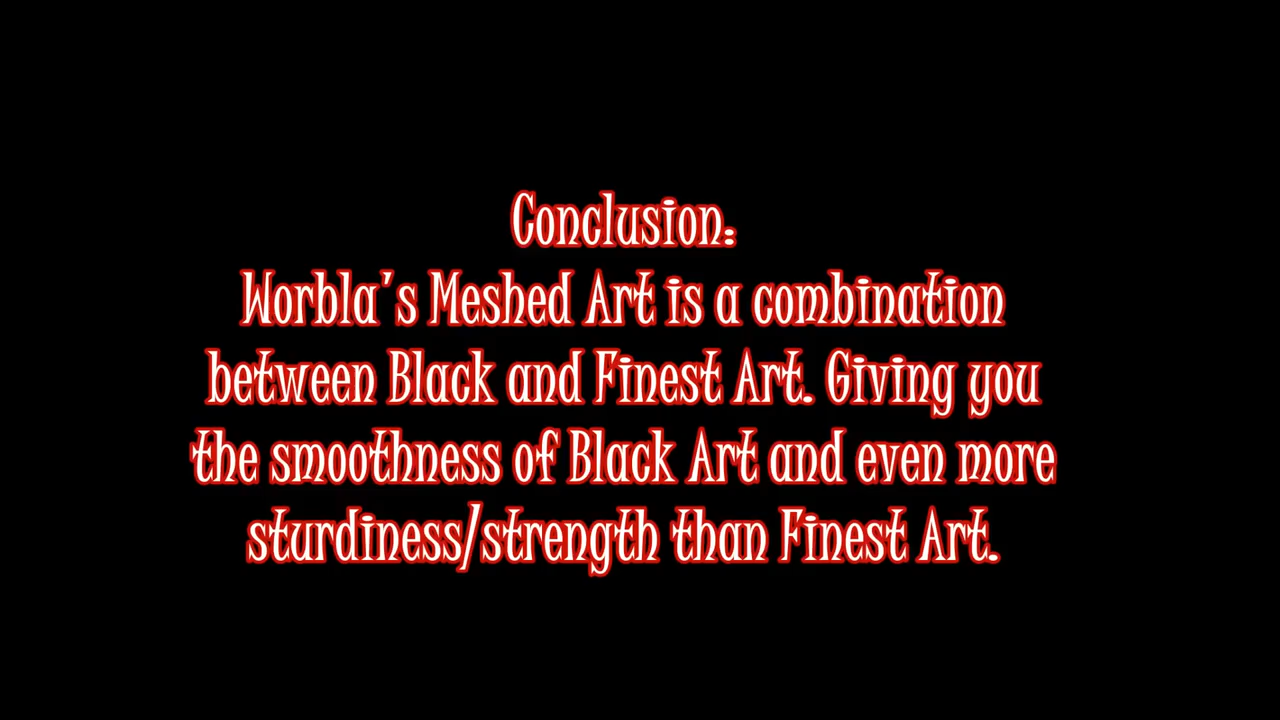 Conclusion:
Worbla's Meshed Art is a combination
between Black and Finest Art. Giving you
the smoothness of Black Art and even more
sturdiness/strength than Finest Art.